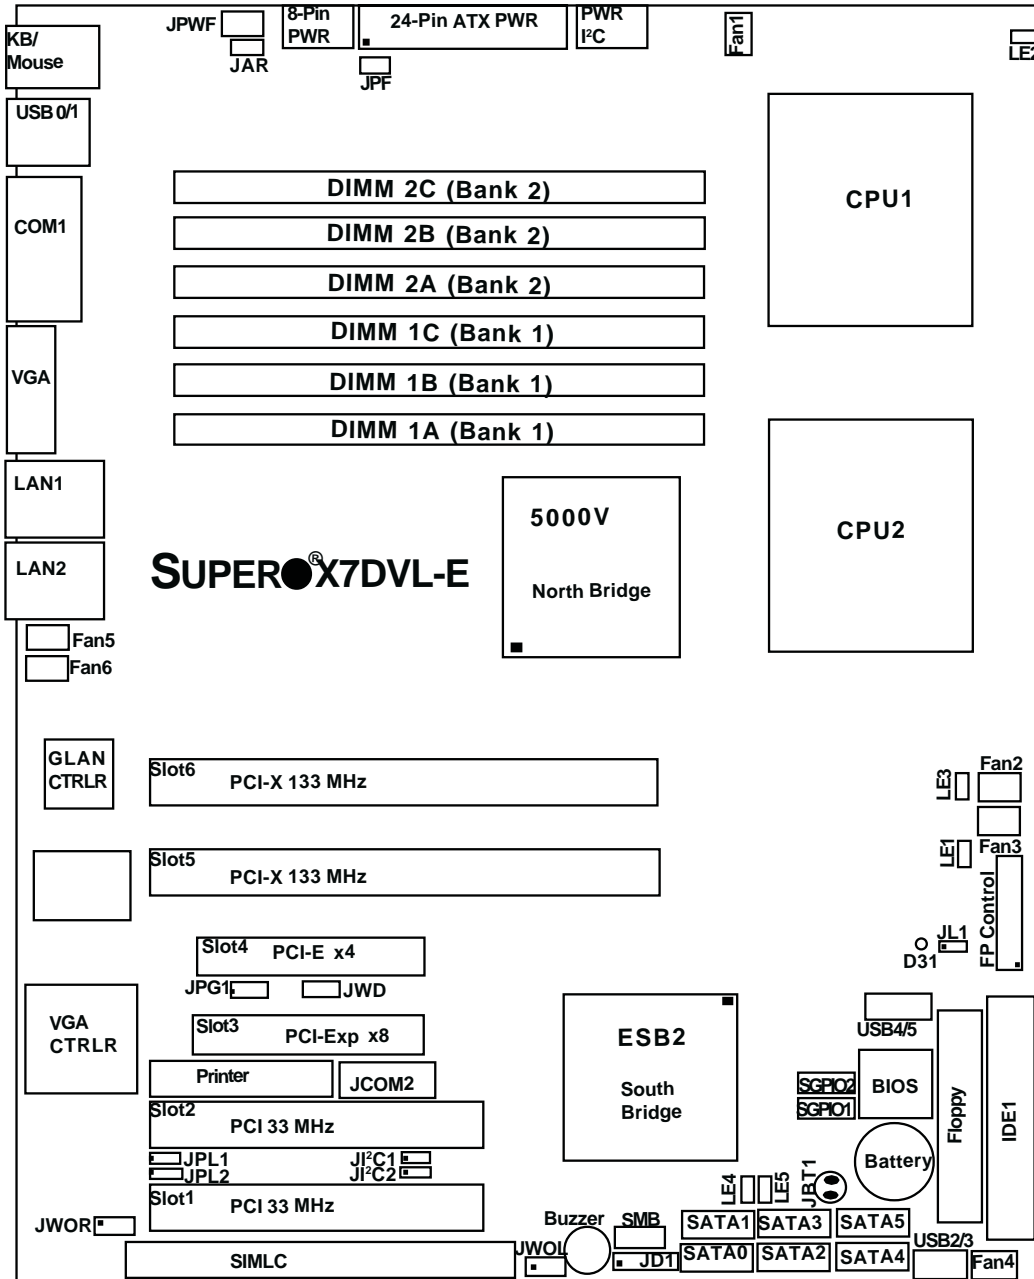 JPWF
JAR
8-Pin
PWR
24-Pin ATX PWR
JPF
PWR
I²C
Fan1
LE2
KB/
Mouse
USB 0/1
COM1
VGA
LAN1
LAN2
Fan5
Fan6
DIMM 2C (Bank 2)
DIMM 2B (Bank 2)
DIMM 2A (Bank 2)
DIMM 1C (Bank 1)
DIMM 1B (Bank 1)
DIMM 1A (Bank 1)
CPU1
CPU2
5000V
North Bridge
SUPER●®X7DVL-E
GLAN
CTRLR
Slot6
PCI-X 133 MHz
Slot5
PCI-X 133 MHz
LE3
Fan2
LE1
Fan3
FP Control
JL1
D31
Slot4
PCI-E x4
JPG1
JWD
VGA
CTRLR
Slot3
PCI-Exp x8
Printer
JCOM2
Slot2
PCI 33 MHz
JPL1
JPL2
JI²C1
JI²C2
Slot1
PCI 33 MHz
JWOR
SIMLC
ESB2
South
Bridge
USB4/5
SGPIO2
SGPIO1
BIOS
Floppy
IDE1
Battery
LE4
LE5
JBT1
Buzzer
JWOL
SMB
JD1
SATA1
SATA3
SATA5
SATA0
SATA2
SATA4
USB2/3
Fan4